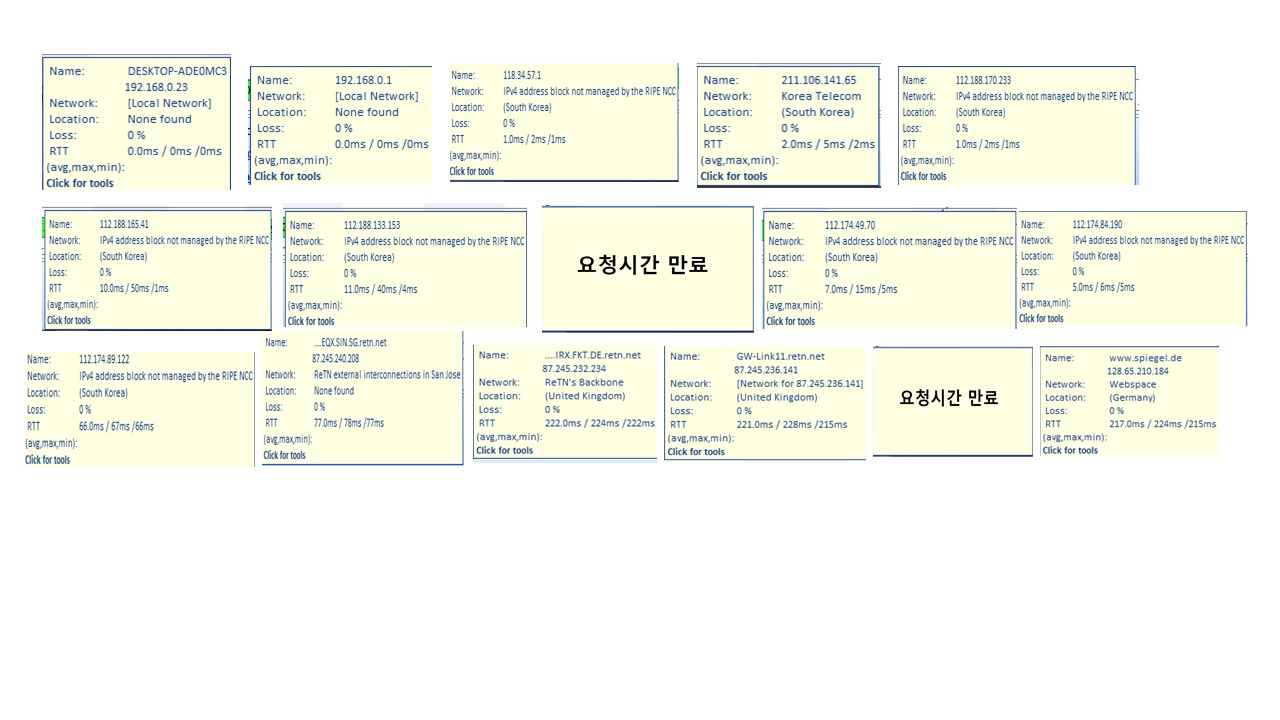 Name: DESKTOP-ADE0MC3
192.168.0.23
Network: [Local Network]
Location: None found
Loss: 0 %
RTT 0.0ms / 0ms /0ms
(avg,max,min):
Click for tools
Name: 192.168.0.1
Network: [Local Network]
Location: None found
Loss: 0 %
RTT 0.0ms / 0ms /0ms
(avg,max,min):
Click for tools
Name: 118.34.57.1
Network: IPv4 address block not managed by the RIPE NCC
Location: (South Korea)
Loss: 0 %
RTT 1.0ms / 2ms /1ms
(avg,max,min):
Click for tools
Name: 211.106.141.65
Network: Korea Telecom
Location: (South Korea)
Loss: 0 %
RTT 2.0ms / 5ms /2ms
(avg,max,min):
Click for tools
Name: 112.188.170.233
Network: IPv4 address block not managed by the RIPE NCC
Location: (South Korea)
Loss: 0 %
RTT 1.0ms / 2ms /1ms
(avg,max,min):
Click for tools
Name: 112.188.165.41
Network: IPv4 address block not managed by the RIPE NCC
Location: (South Korea)
Loss: 0 %
RTT 10.0ms / 50ms /1ms
(avg,max,min):
Click for tools
Name: 112.188.133.153
Network: IPv4 address block not managed by the RIPE NCC
Location: (South Korea)
Loss: 0 %
RTT 11.0ms / 40ms /4ms
(avg,max,min):
Click for tools
요청시간 만료
Name: 112.174.49.70
Network: IPv4 address block not managed by the RIPE NCC
Location: (South Korea)
Loss: 0 %
RTT 7.0ms / 15ms /5ms
(avg,max,min):
Click for tools
Name: 112.174.84.190
Network: IPv4 address block not managed by the RIPE NCC
Location: (South Korea)
Loss: 0 %
RTT 5.0ms / 6ms /5ms
(avg,max,min):
Click for tools
Name: 112.174.89.122
Network: IPv4 address block not managed by the RIPE NCC
Location: (South Korea)
Loss: 0 %
RTT 66.0ms / 67ms /66ms
(avg,max,min):
Click for tools
Name: ....EQX.SIN.SG.retn.net
87.245.240.208
Network: ReTN external interconnections in San Jose
Location: None found
Loss: 0 %
RTT 77.0ms / 78ms /77ms
(avg,max,min):
Click for tools
Name: ....IRX.FKT.DE.retn.net
87.245.232.234
Network: ReTN's Backbone
Location: (United Kingdom)
Loss: 0 %
RTT 222.0ms / 224ms /222ms
(avg,max,min):
Click for tools
Name: GW-Link11.retn.net
87.245.236.141
Network: [Network for 87.245.236.141]
Location: (United Kingdom)
Loss: 0 %
RTT 221.0ms / 228ms /215ms
(avg,max,min):
Click for tools
요청시간 만료
Name: www.spiegel.de
128.65.210.184
Network: Webspace
Location: (Germany)
Loss: 0 %
RTT 217.0ms / 224ms /215ms
(avg,max,min):
Click for tools